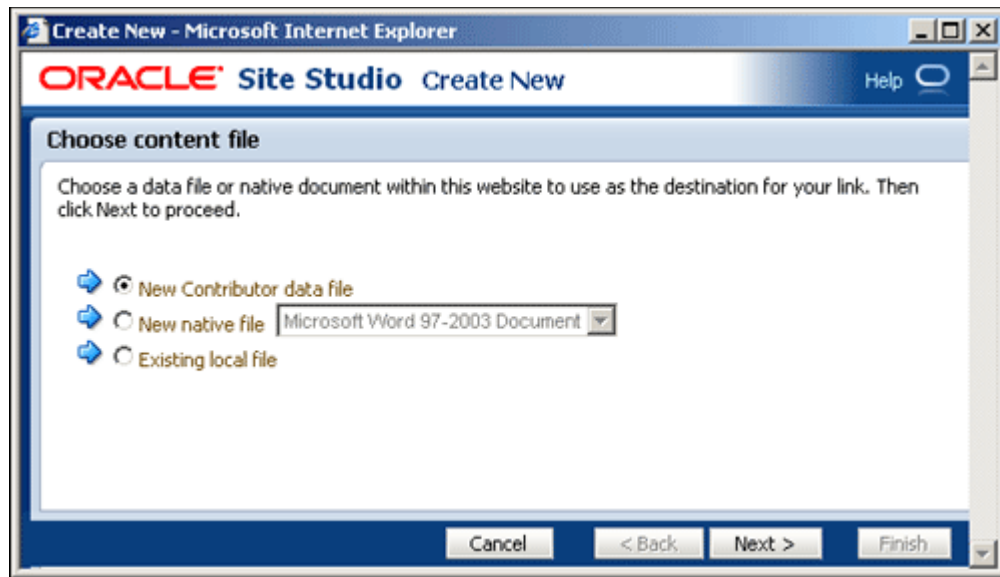 Create New - Microsoft Internet Explorer
ORACLE Site Studio Create New Help
Choose content file
Choose a data file or native document within this website to use as the destination for your link. Then
click Next to proceed.
New Contributor data file
New native file Microsoft Word 97-2003 Document
Existing local file
Cancel < Back Next > Finish